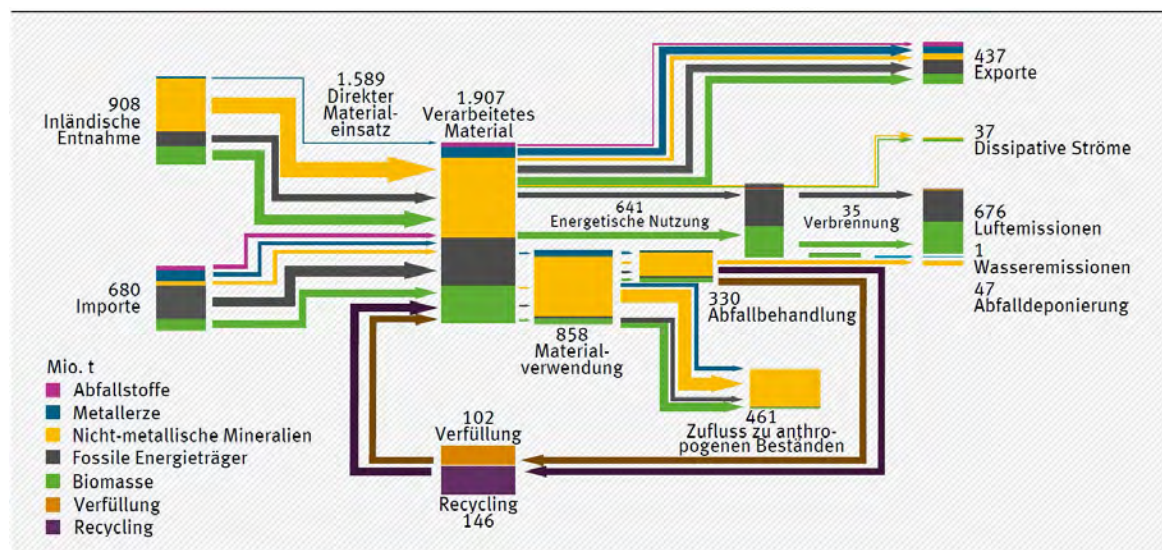 908
Inländische
Entnahme
1.589
Direkter
Material-
einsatz
1.907
Verarbeitetes
Material
437
Exporte
37
Dissipative Ströme
641
Energetische Nutzung
35
Verbrennung
676
Luftemissionen
1
Wasseremissionen
47
Abfalldeponierung
680
Importe
330
Abfallbehandlung
858
Material-
verwendung
461
Zufluss zu anthro-
pogenen Beständen
102
Verfüllung
Recycling
146
Mio. t
Abfallstoffe
Metallerze
Nicht-metallische Mineralien
Fossile Energieträger
Biomasse
Verfüllung
Recycling